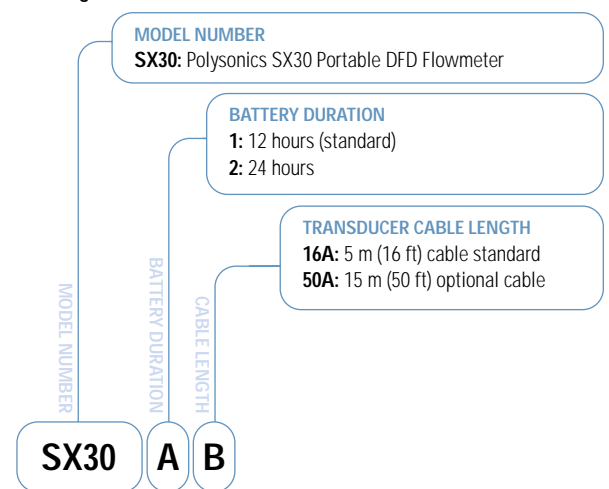 MODEL NUMBER
SX30: Polysonics SX30 Portable DFD Flowmeter
BATTERY DURATION
1: 12 hours (standard)
2: 24 hours
TRANSDUCER CABLE LENGTH
16A: 5 m (16 ft) cable standard
50A: 15 m (50 ft) optional cable
MODEL NUMBER
BATTERY DURATION
CABLE LENGTH
SX30 A B